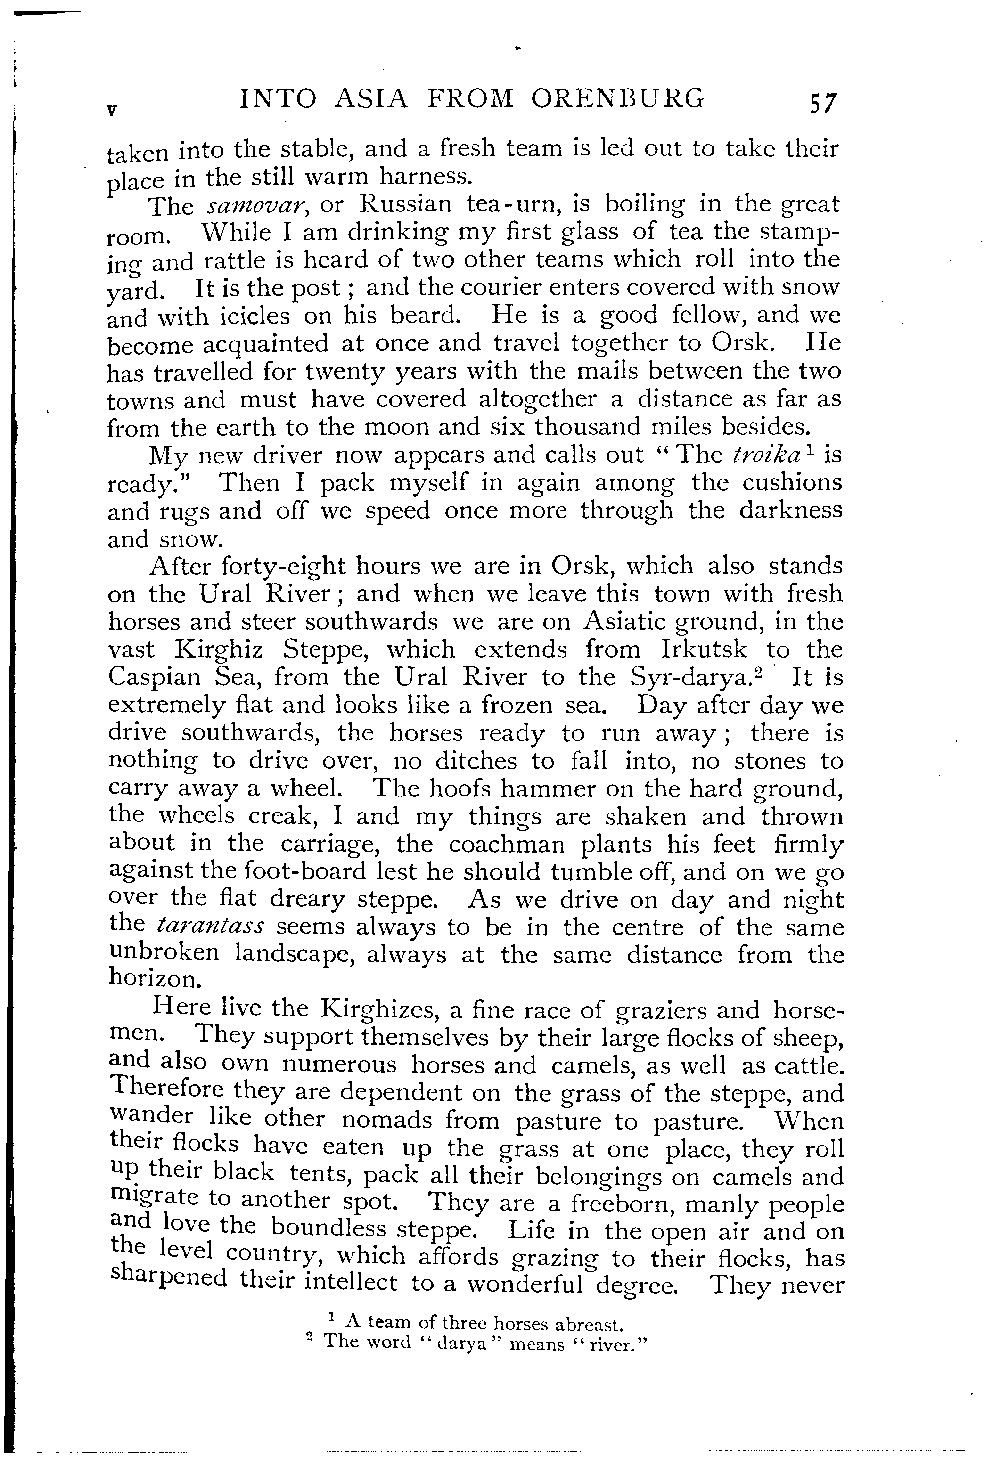 v INTO ASIA FROM ORENBURG 57
taken into the stable, and a fresh team is led out to take their
place in the still warm harness.
The samovar, or Russian tea-urn, is boiling in the great
room. While I am drinking my first glass of tea the stamp-
ing and rattle is heard of two other teams which roll into the
yard. It is the post; and the courier enters covered with snow
and with icicles on his beard. He is a good fellow, and we
become acquainted at once and travel together to Orsk. He
has travelled for twenty years with the mails between the two
towns and must have covered altogether a distance as far as
from the earth to the moon and six thousand miles besides.
My new driver now appears and calls out “The troika¹ is
ready.” Then I pack myself in again among the cushions
and rugs and off we speed once more through the darkness
and snow.
After forty-eight hours we are in Orsk, which also stands
on the Ural River; and when we leave this town with fresh
horses and steer southwards we are on Asiatic ground, in the
vast Kirghiz Steppe, which extends from Irkutsk to the
Caspian Sea, from the Ural River to the Syr-darya.² It is
extremely flat and looks like a frozen sea. Day after day we
drive southwards, the horses ready to run away; there is
nothing to drive over, no ditches to fall into, no stones to
carry away a wheel. The hoofs hammer on the hard ground,
the wheels creak, I and my things are shaken and thrown
about in the carriage, the coachman plants his feet firmly
against the foot-board lest he should tumble off, and on we go
over the flat dreary steppe. As we drive on day and night
the tarantass seems always to be in the centre of the same
unbroken landscape, always at the same distance from the
horizon.
Here live the Kirghizes, a fine race of graziers and horse-
men. They support themselves by their large flocks of sheep,
and also own numerous horses and camels, as well as cattle.
Therefore they are dependent on the grass of the steppe, and
wander like other nomads from pasture to pasture. When
their flocks have eaten up the grass at one place, they roll
up their black tents, pack all their belongings on camels and
migrate to another spot. They are a freeborn, manly people
and love the boundless steppe. Life in the open air and on
the level country, which affords grazing to their flocks, has
sharpened their intellect to a wonderful degree. They never
¹ A team of three horses abreast.
² The word “darya” means “river.”